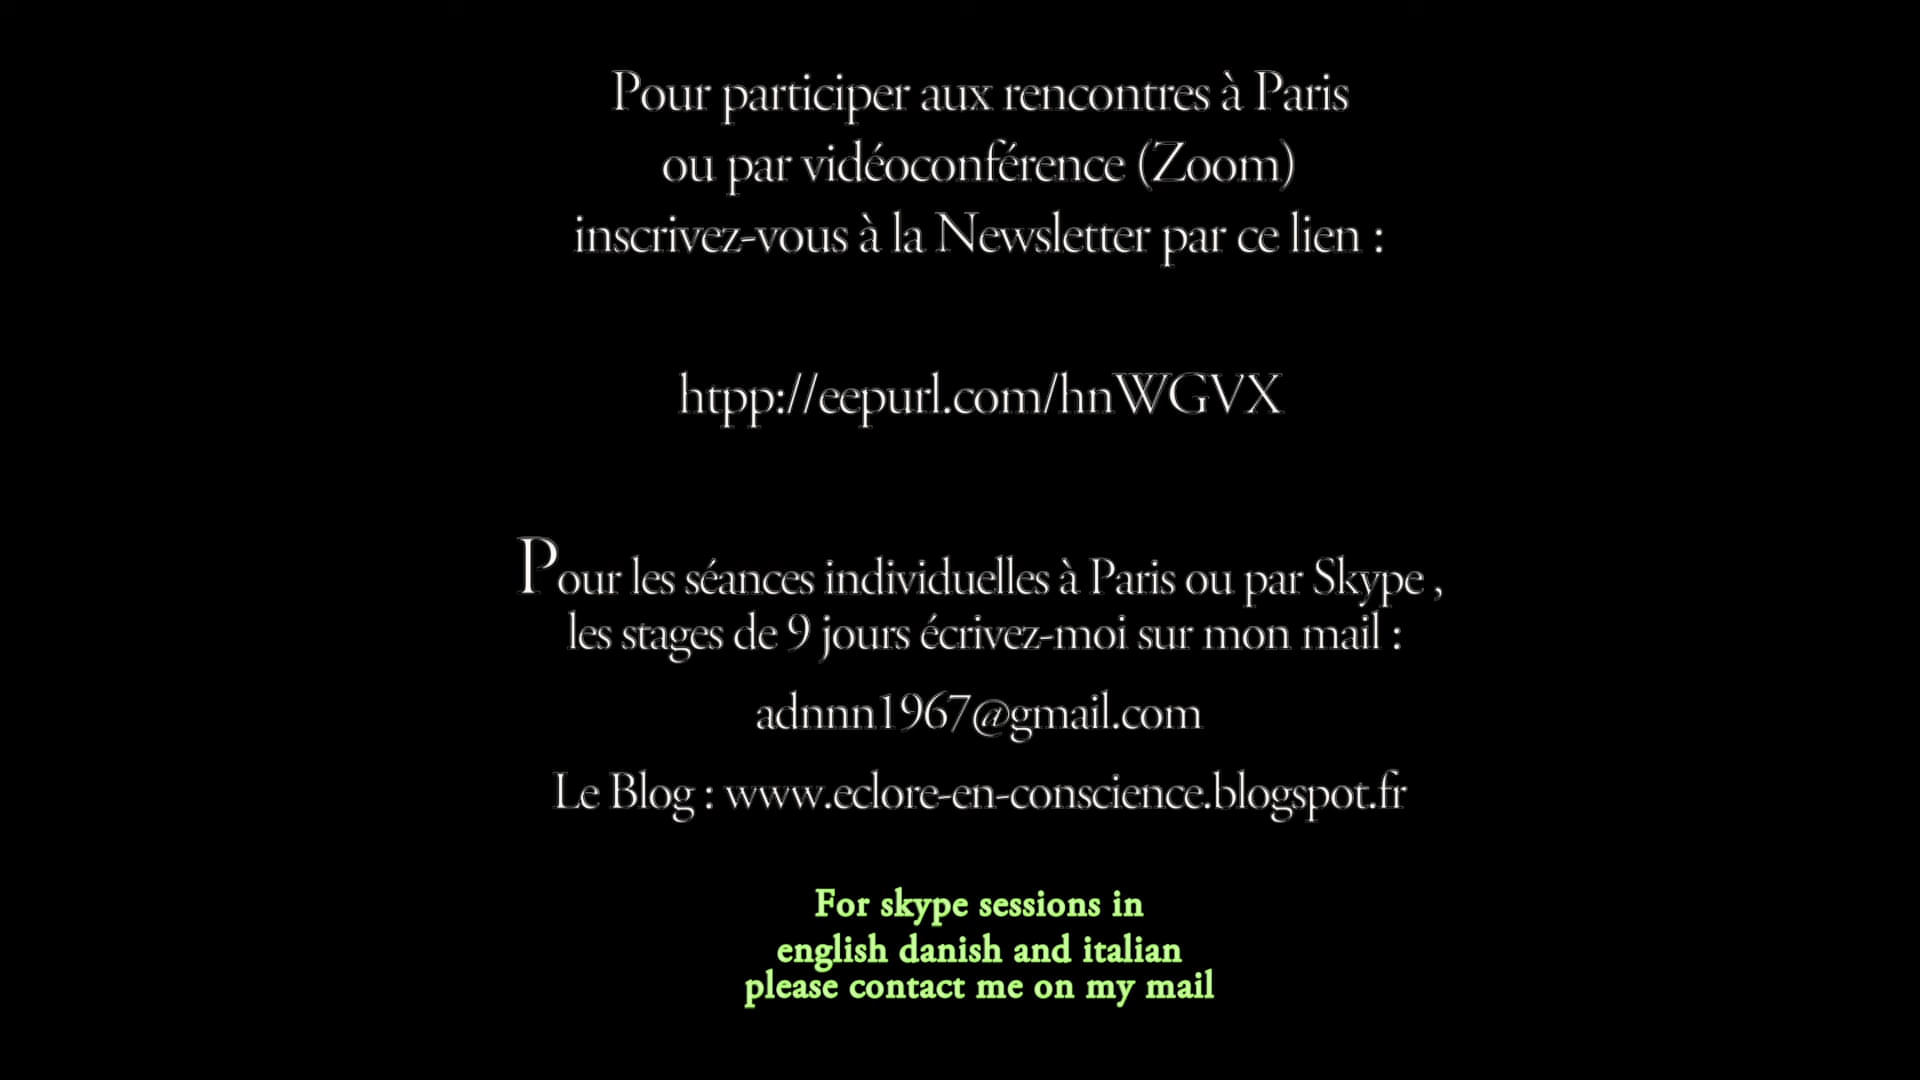 Pour participer aux rencontres à Paris
ou par vidéoconférence (Zoom)
inscrivez-vous à la Newsletter par ce lien :
htpp://eepurl.com/hnWGVX
Pour les séances individuelles à Paris ou par Skype ,
les stages de 9 jours écrivez-moi sur mon mail :
adnnn1967@gmail.com
Le Blog : www.eclore-en-conscience.blogspot.fr
For skype sessions in
english danish and italian
please contact me on my mail